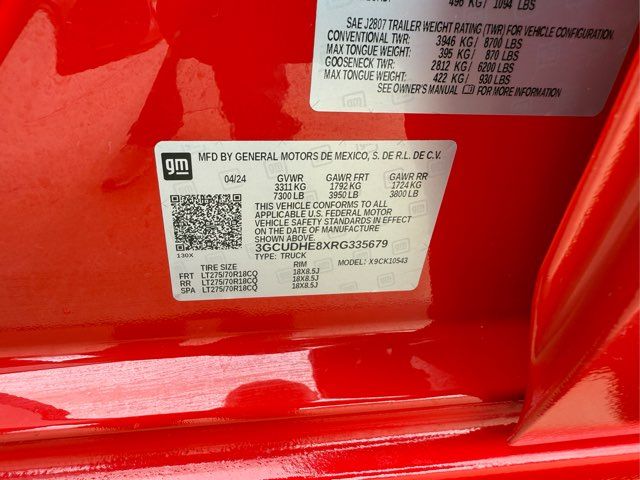 496 KG/ 1094 LBS
SAE J2807 TRAILER WEIGHT RATING (TWR) FOR VEHICLE CONFIGURATION
CONVENTIONAL TWR: 3946 KG / 8700 LBS
MAX TONGUE WEIGHT: 395 KG/ 870 LBS
GOOSENECK TWR: 2812 KG / 6200 LBS
MAX TONGUE WEIGHT: 422 KG / 930 LBS
SEE OWNER'S MANUAL FOR MORE INFORMATION
gm
MFD BY GENERAL MOTORS DE MEXICO, S. DE R.L. DE C.V.
04/24 GVWR GAWR FRT GAWR RR
3311 KG 1792 KG 1724 KG
7300 LB 3950 LB 3800 LB
THIS VEHICLE CONFORMS TO ALL
APPLICABLE U.S. FEDERAL MOTOR
VEHICLE SAFETY STANDARDS IN EFFECT
ON THE DATE OF MANUFACTURE
SHOWN ABOVE.
3GCUDHE8XRG335679
130X TYPE: TRUCK
MODEL: X9CK10543
TIRE SIZE RIM
FRT LT275/70R18CQ 18X8.5J
RR LT275/70R18CQ 18X8.5J
SPA LT275/70R18CQ 18X8.5J